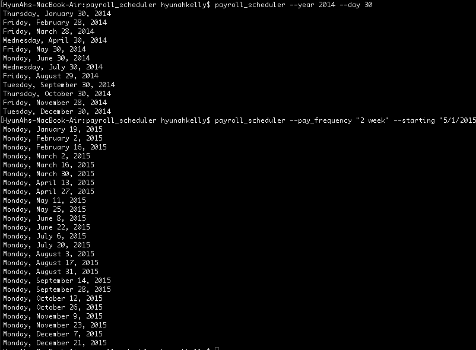 [HyunAhs-MacBook-Air:payroll_scheduler hyunahkelly$ payroll_scheduler --year 2014 --day 30
Thursday, January 30, 2014
Friday, February 28, 2014
Friday, March 28, 2014
Wednesday, April 30, 2014
Friday, May 30, 2014
Monday, June 30, 2014
Wednesday, July 30, 2014
Friday, August 29, 2014
Tuesday, September 30, 2014
Thursday, October 30, 2014
Friday, November 28, 2014
Tuesday, December 30, 2014
[HyunAhs-MacBook-Air:payroll_scheduler hyunahkelly$ payroll_scheduler --pay_frequency "2 week" --starting "5/1/2015
Monday, January 19, 2015
Monday, February 2, 2015
Monday, February 16, 2015
Monday, March 2, 2015
Monday, March 16, 2015
Monday, March 30, 2015
Monday, April 13, 2015
Monday, April 27, 2015
Monday, May 11, 2015
Monday, May 25, 2015
Monday, June 8, 2015
Monday, June 22, 2015
Monday, July 6, 2015
Monday, July 20, 2015
Monday, August 3, 2015
Monday, August 17, 2015
Monday, August 31, 2015
Monday, September 14, 2015
Monday, September 28, 2015
Monday, October 12, 2015
Monday, October 26, 2015
Monday, November 9, 2015
Monday, November 23, 2015
Monday, December 7, 2015
Monday, December 21, 2015